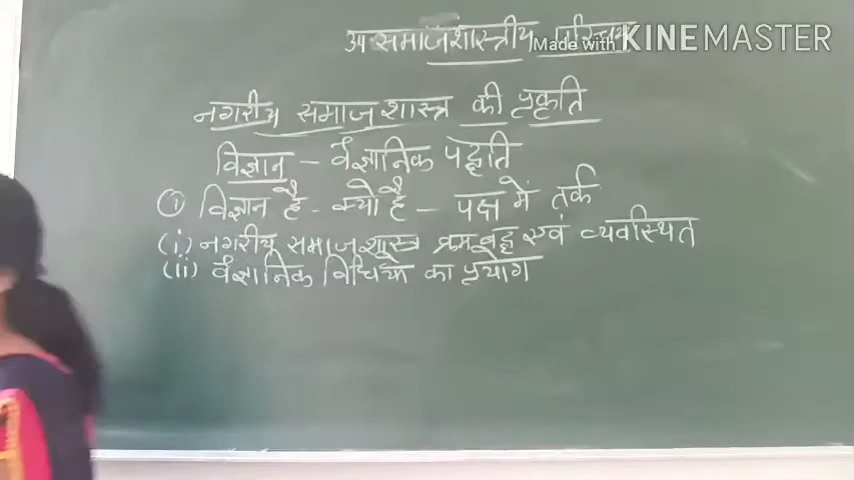 समाजशास्त्रीय
Made with KINEMASTER
नगरीय समाजशास्त्र की प्रकृति
विज्ञान - वैज्ञानिक पद्धति
① विज्ञान है - क्यो है - पक्ष में तर्क
(i) नगरीय समाजशास्त्र श्रमबद्ध एवं व्यवस्थित
(ii) वैज्ञानिक विधियो का प्रयोग